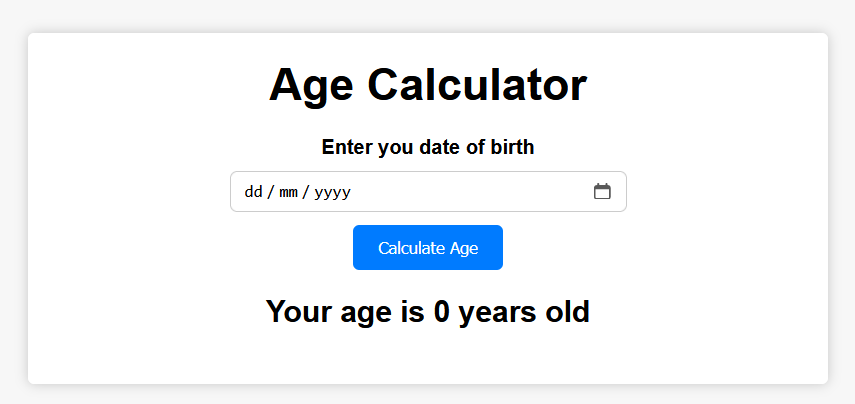 Age Calculator
Enter you date of birth
dd / mm / yyyy
Calculate Age
Your age is 0 years old